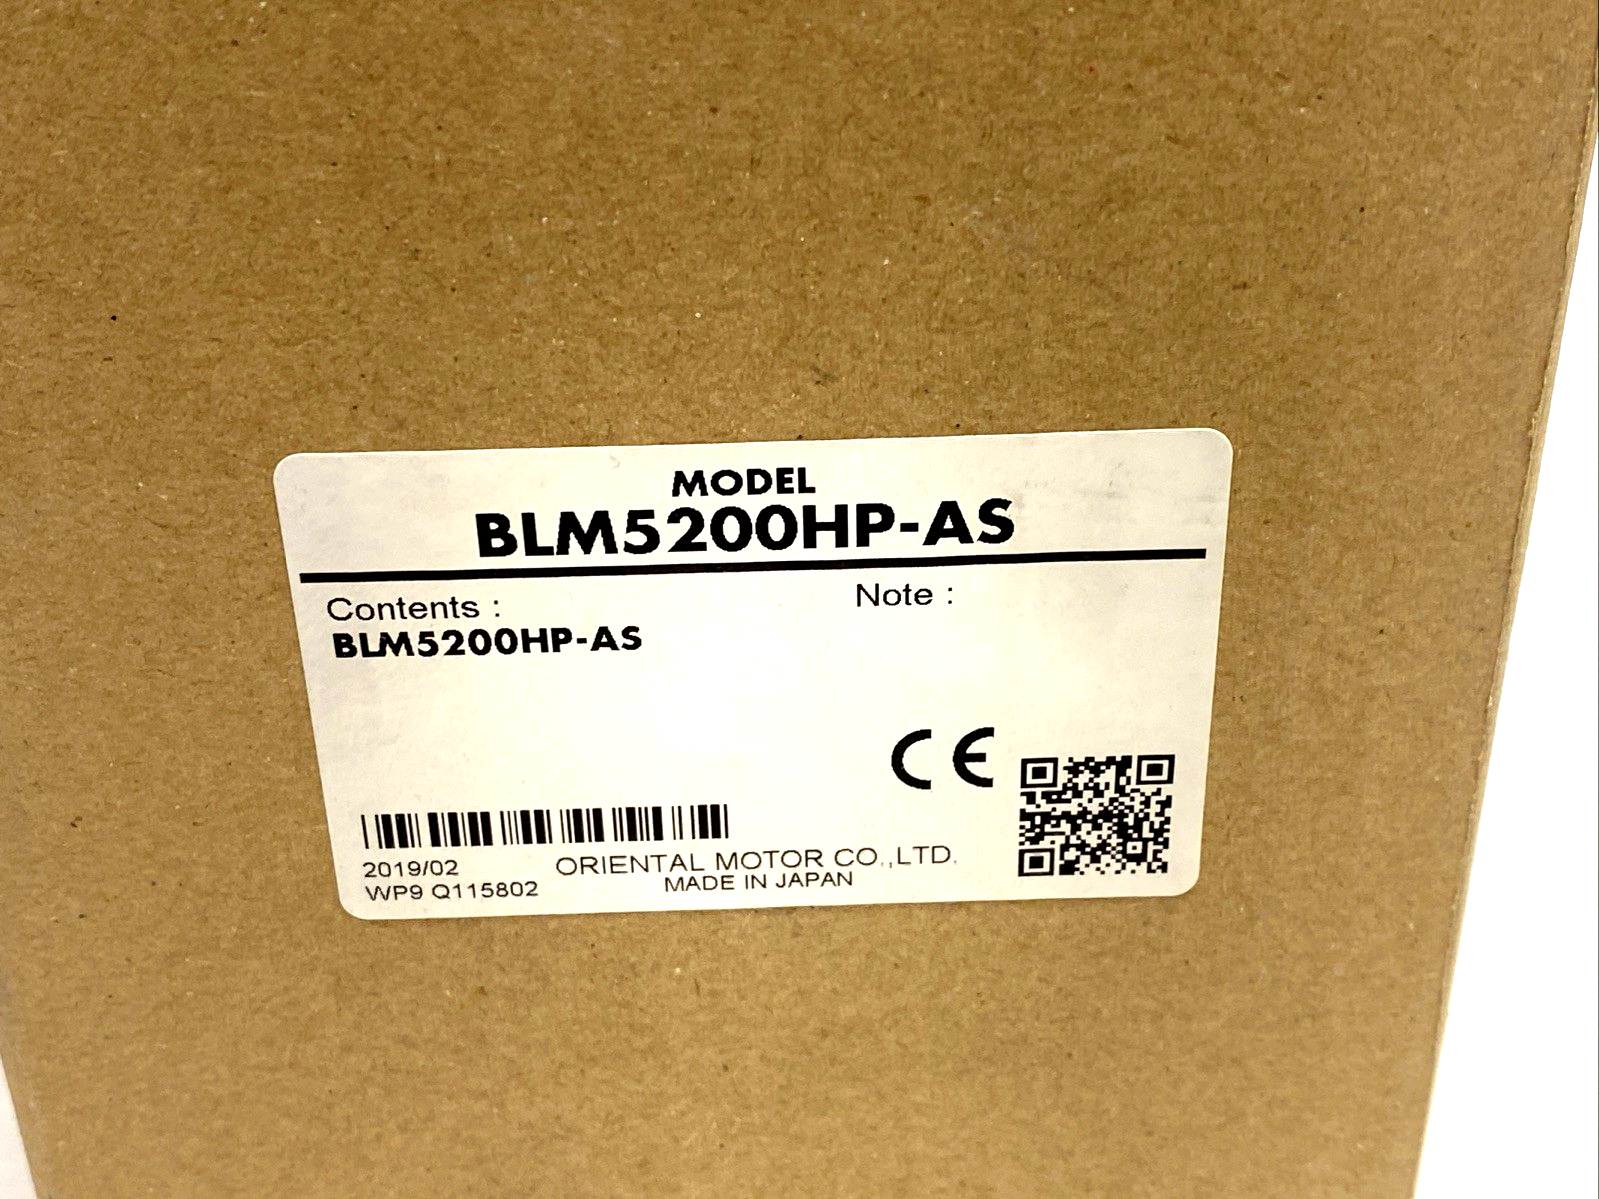 MODEL
BLM5200HP-AS
Contents :
BLM5200HP-AS
Note :
CE
2019/02
WP9 Q115802
ORIENTAL MOTOR CO.,LTD.
MADE IN JAPAN